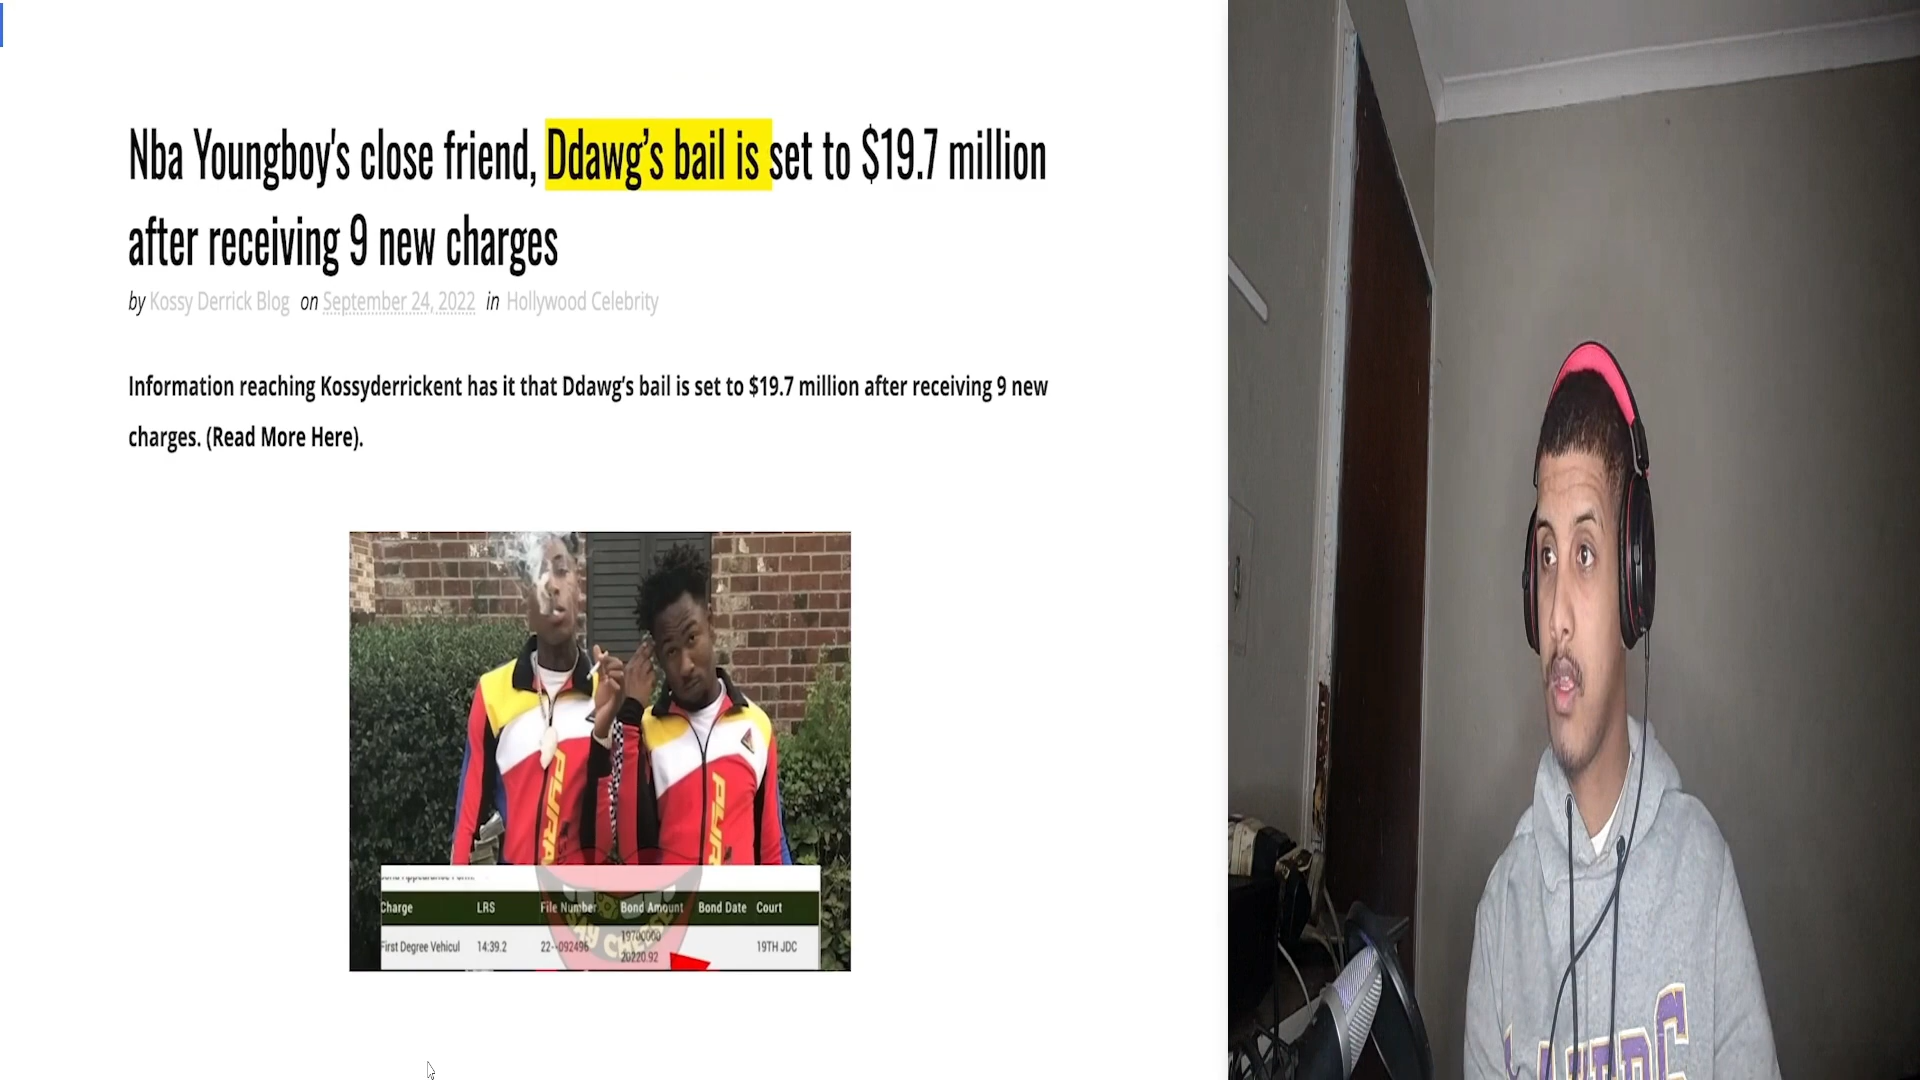 Nba Youngboy's close friend, Ddawg’s bail is set to $19.7 million
after receiving 9 new charges
by Kossy Derrick Blog on September 24, 2022 in Hollywood Celebrity
Information reaching Kossyderrickent has it that Ddawg’s bail is set to $19.7 million after receiving 9 new
charges. (Read More Here).
Charge LRS File Number Bond Amount Bond Date Court
First Degree Vehicul 14:39.2 22--092496 19700000 19TH JDC
20220.92